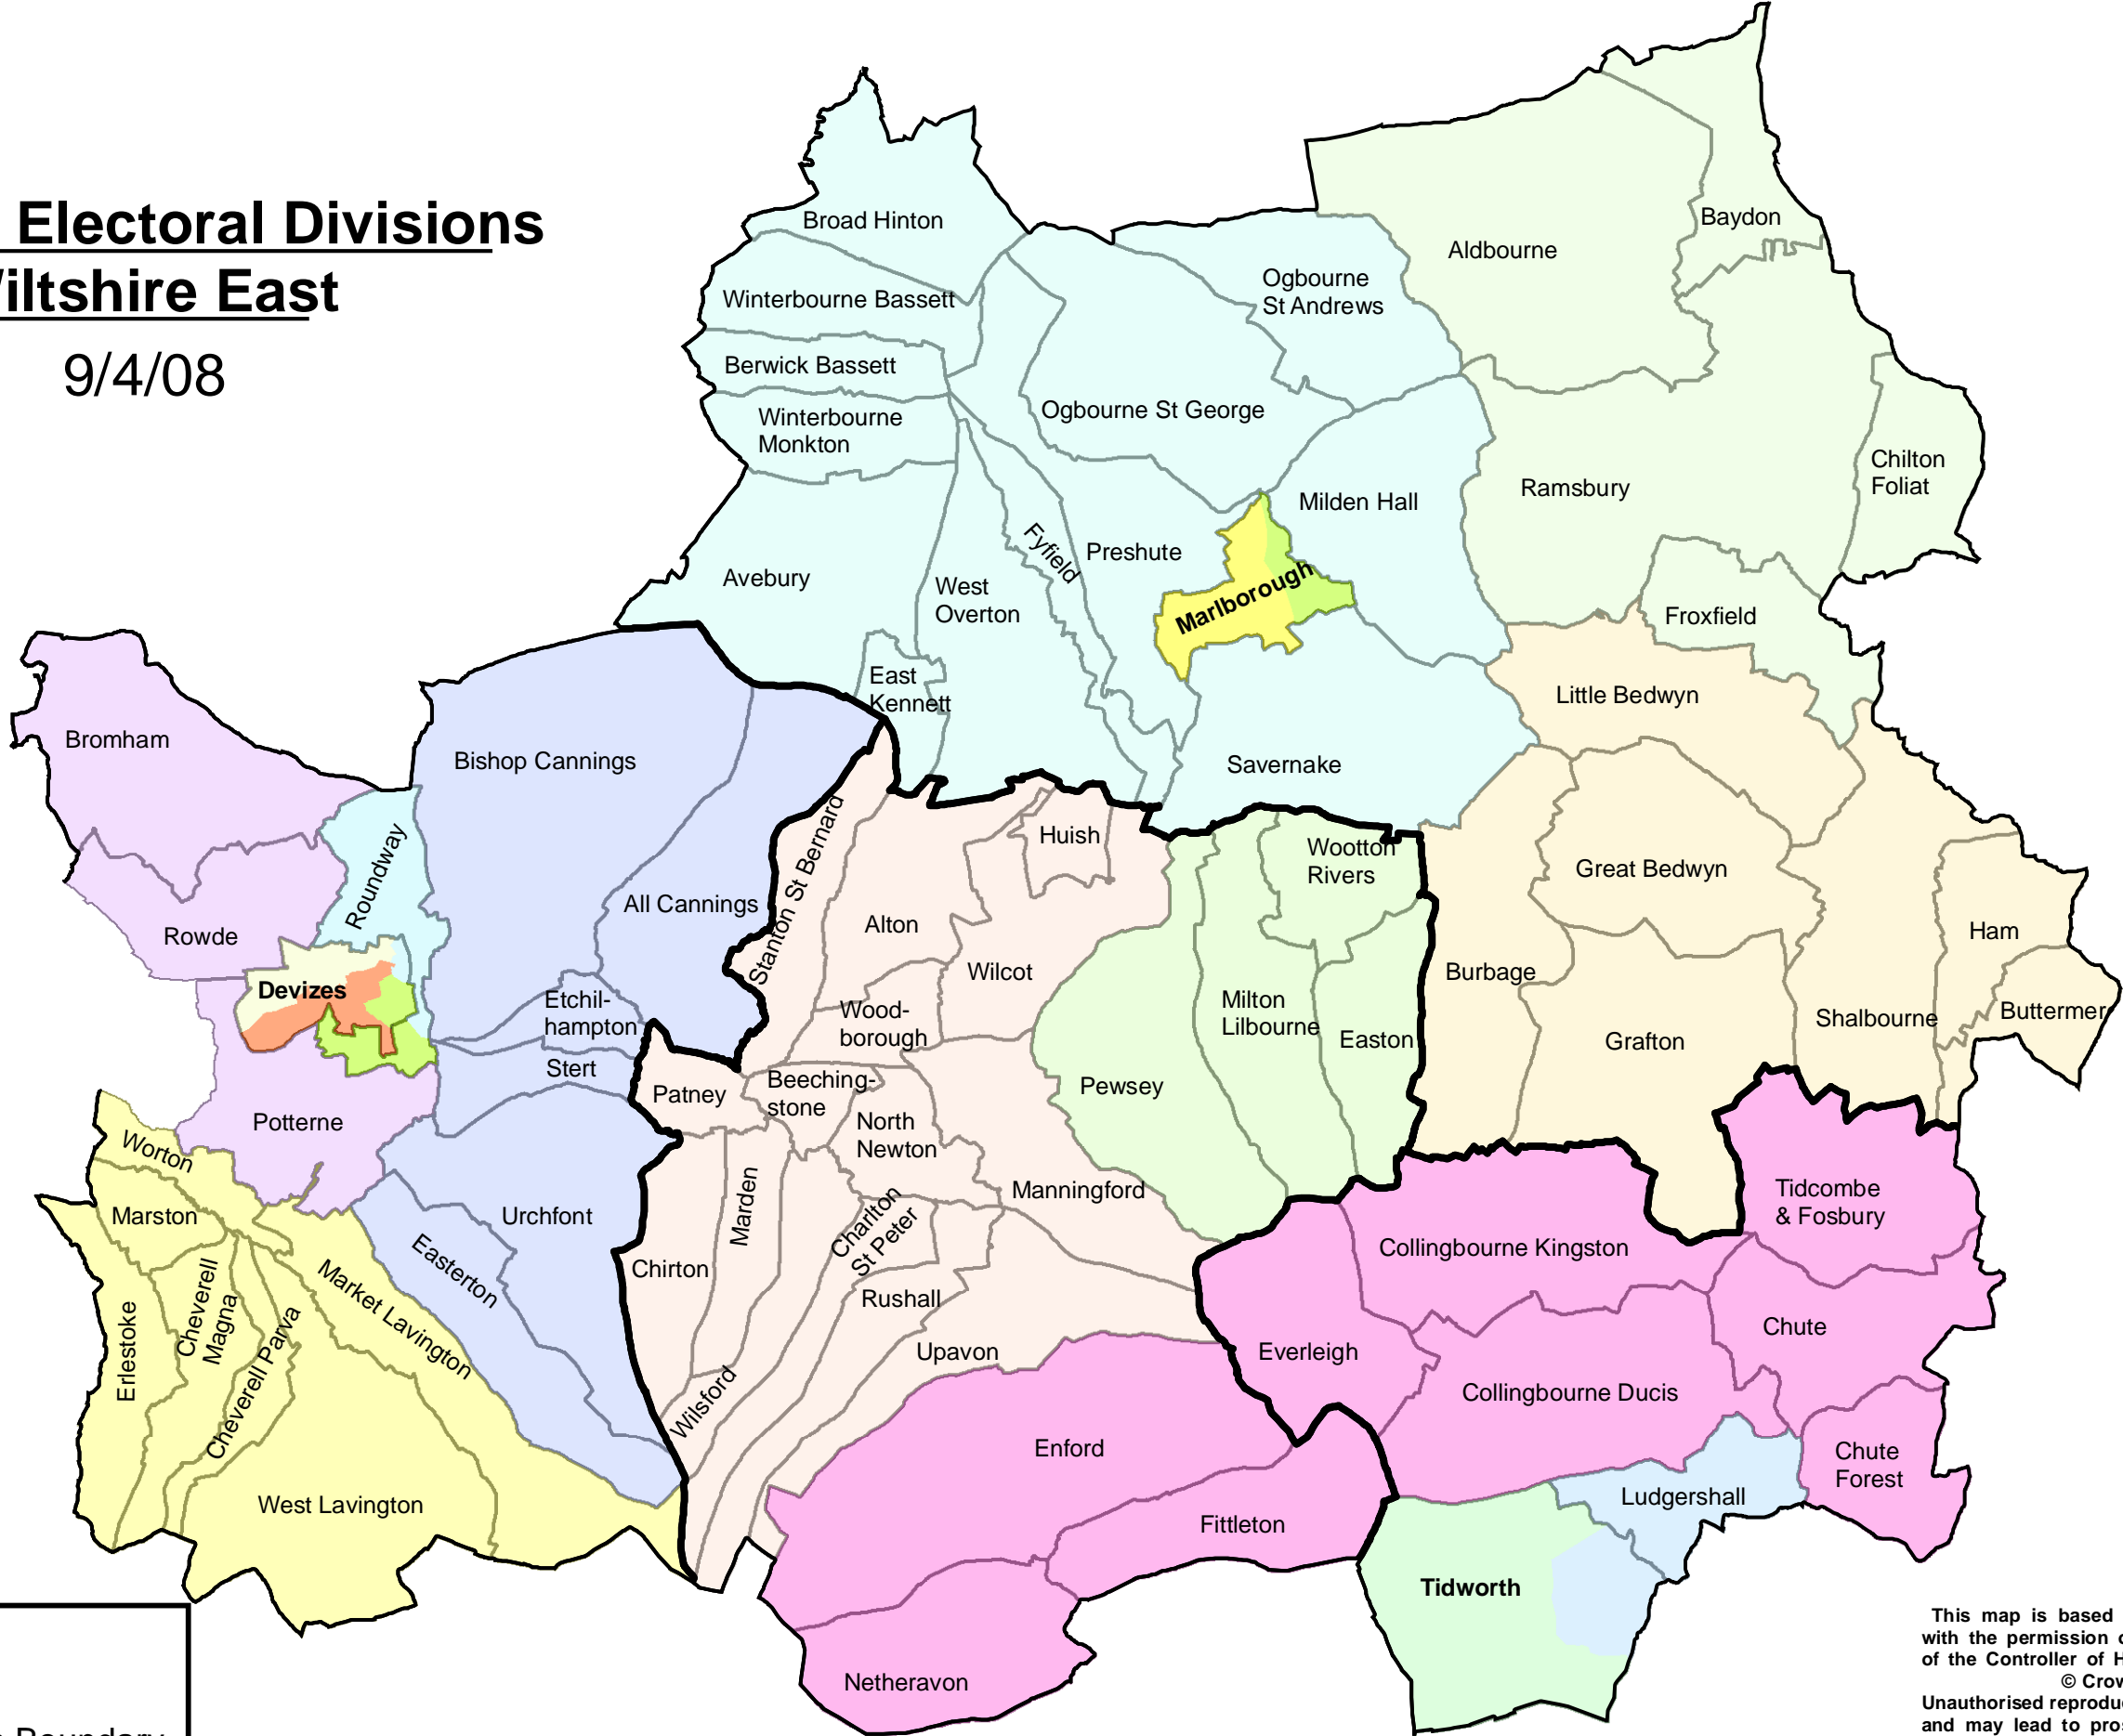 Electoral Divisions
Wiltshire East
9/4/08
Broad Hinton
Winterbourne Bassett
Berwick Bassett
Winterbourne
Monkton
Avebury
West
Overton
East
Kennett
Fyfield
Preshute
Ogbourne St George
Ogbourne
St Andrews
Milden Hall
Marlborough
Savernake
Aldbourne
Baydon
Ramsbury
Chilton
Foliat
Froxfield
Little Bedwyn
Great Bedwyn
Burbage
Grafton
Shalbourne
Ham
Buttermer
Bromham
Rowde
Roundway
Devizes
Potterne
Bishop Cannings
All Cannings
Etchil-
hampton
Stert
Urchfont
Easterton
Worton
Marston
Erlestoke
Cheverell
Magna
Cheverell Parva
Market Lavington
West Lavington
Stanton St Bernard
Alton
Huish
Wilcot
Wood-
borough
Patney
Beeching-
stone
North
Newton
Manningford
Chirton
Marden
Wilsford
Charlton
St Peter
Rushall
Upavon
Pewsey
Milton
Lilbourne
Wootton
Rivers
Easton
Everleigh
Collingbourne Kingston
Collingbourne Ducis
Tidcombe
& Fosbury
Chute
Chute
Forest
Ludgershall
Tidworth
Enford
Fittleton
Netheravon
Boundary
This map is based
with the permission
of the Controller of
© Crow
Unauthorised
and may lead to